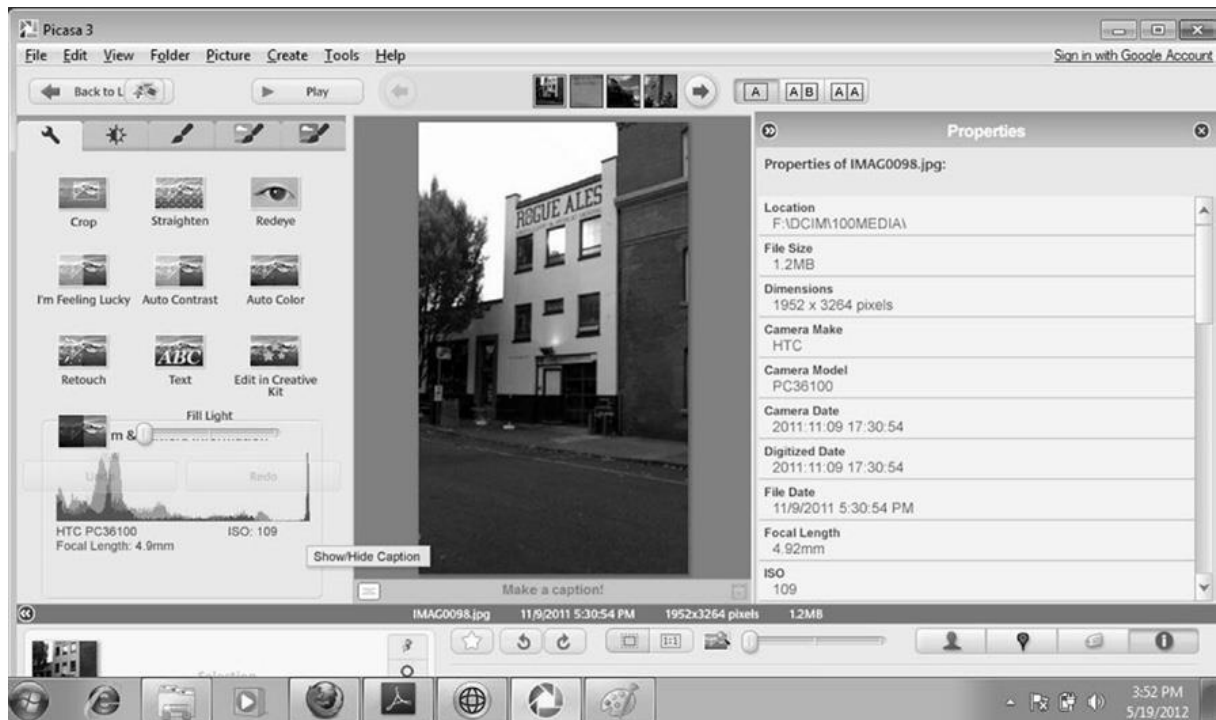 Picasa 3
File Edit View Folder Picture Create Tools Help
Sign in with Google Account
Back to L
Play
A
A B
A A
Properties
Properties of IMAG0098.jpg:
Location
F:\DCIM\100MEDIA\
File Size
1.2MB
Dimensions
1952 x 3264 pixels
Camera Make
HTC
Camera Model
PC36100
Camera Date
2011:11:09 17:30:54
Digitized Date
2011:11:09 17:30:54
File Date
11/9/2011 5:30:54 PM
Focal Length
4.92mm
ISO
109
Crop
Straighten
Redeye
I'm Feeling Lucky
Auto Contrast
Auto Color
Retouch
ABC
Text
Edit in Creative
Kit
Fill Light
m &
Redo
HTC PC36100
ISO: 109
Focal Length: 4.9mm
ROGUE ALES
Show/Hide Caption
Make a caption!
IMAG0098.jpg 11/9/2011 5:30:54 PM 1952x3264 pixels 1.2MB
1:1
Selection
3:52 PM
5/19/2012